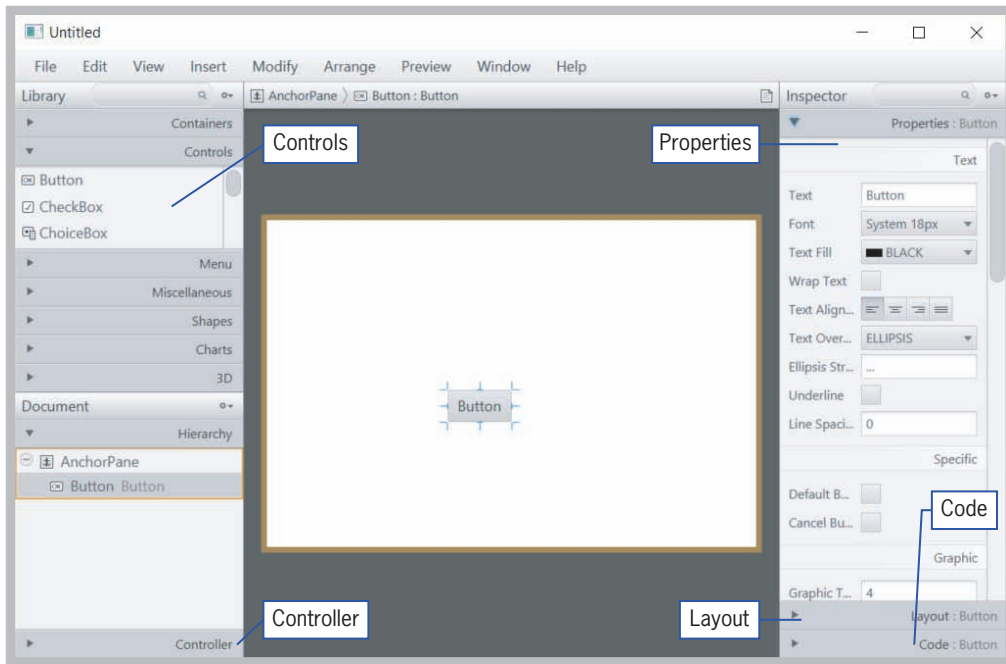 Untitled
File Edit View Insert Modify Arrange Preview Window Help
Library
AnchorPane Button : Button
Inspector
Containers
Controls
Button
CheckBox
ChoiceBox
Menu
Miscellaneous
Shapes
Charts
3D
Document
Hierarchy
AnchorPane
Button Button
Controller
Controls
Button
Controller
Properties
Layout
Code
Properties : Button
Text
Text Button
Font System 18px
Text Fill BLACK
Wrap Text
Text Align...
Text Over... ELLIPSIS
Ellipsis Str... ...
Underline
Line Spaci... 0
Specific
Default B...
Cancel Bu...
Graphic
Graphic T... 4
Layout : Button
Code : Button